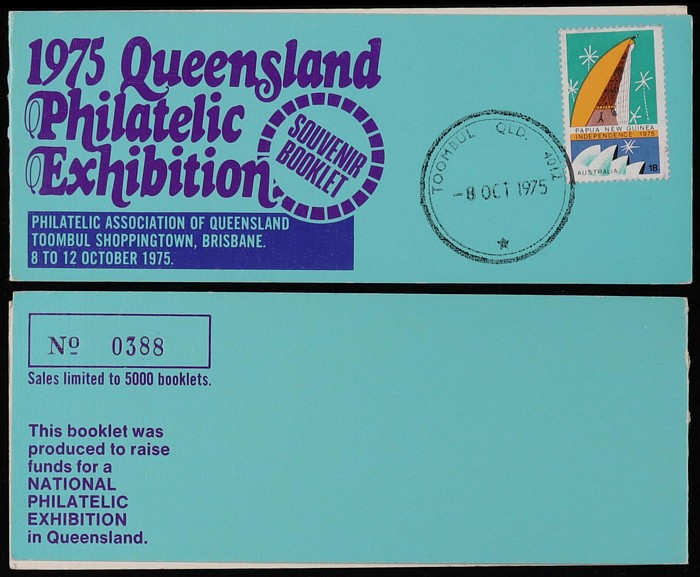 1975 Queensland
Philatelic
Exhibition
SOUVENIR
BOOKLET
PHILATELIC ASSOCIATION OF QUEENSLAND
TOOMBUL SHOPPINGTOWN, BRISBANE.
8 TO 12 OCTOBER 1975.
TOOMBUL QLD. 4012
-8 OCT 1975
PAPUA NEW GUINEA
INDEPENDENCE 1975
AUSTRALIA 18
Nº 0388
Sales limited to 5000 booklets.
This booklet was
produced to raise
funds for a
NATIONAL
PHILATELIC
EXHIBITION
in Queensland.